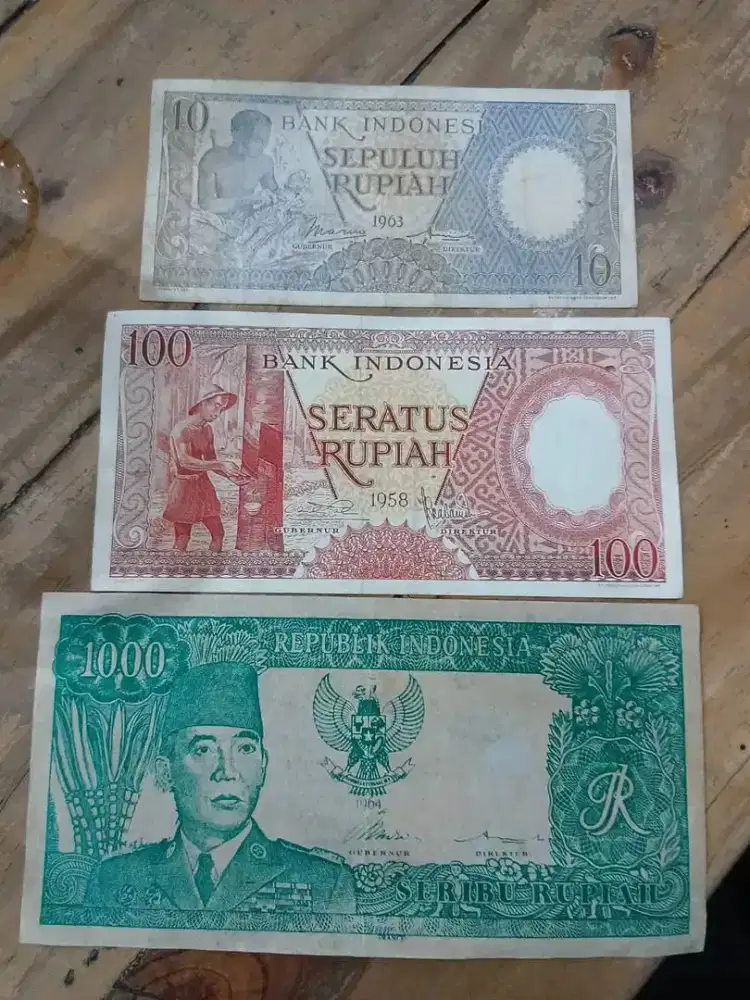 10
BANK INDONESI
SEPULUH
RUPIAH
1963
GUBERNUR DIREKTUR
10
100
BANK INDONESIA
SERATUS
RUPIAH
1958
GUBERNUR DIREKTUR
100
1000
REPUBLIK INDONESIA
1964
GUBERNUR DIREKTUR
SERIBU RUPIAH